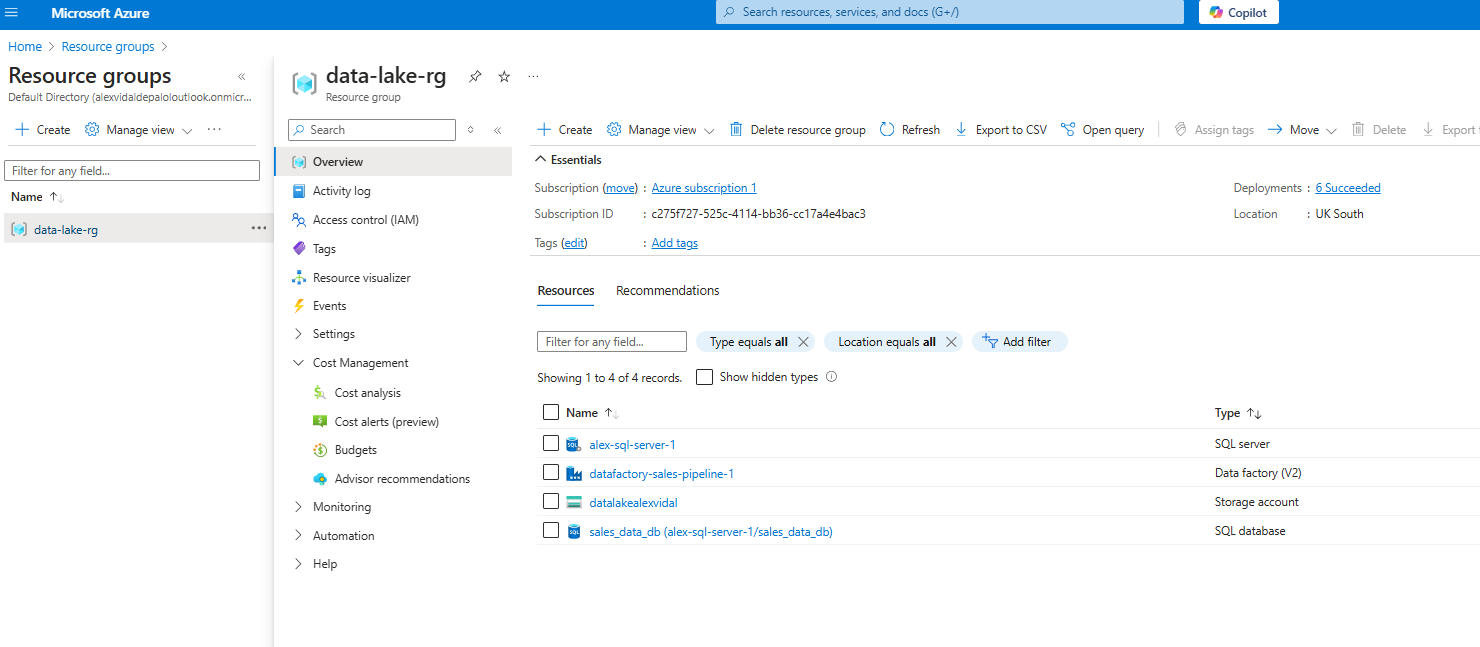 Microsoft Azure
Search resources, services, and docs (G+/)
Copilot
Home > Resource groups >
Resource groups
Default Directory (alexvidaldepaloloutlook.onmicr...
Create Manage view ...
Filter for any field...
Name
data-lake-rg
data-lake-rg
Resource group
Search
Overview
Activity log
Access control (IAM)
Tags
Resource visualizer
Events
Settings
Cost Management
Cost analysis
Cost alerts (preview)
Budgets
Advisor recommendations
Monitoring
Automation
Help
Create Manage view Delete resource group Refresh Export to CSV Open query Assign tags Move Delete Export
Essentials
Subscription (move) : Azure subscription 1
Subscription ID : c275f727-525c-4114-bb36-cc17a4e4bac3
Tags (edit) : Add tags
Deployments : 6 Succeeded
Location : UK South
Resources Recommendations
Filter for any field... Type equals all Location equals all Add filter
Showing 1 to 4 of 4 records. Show hidden types
Name Type
alex-sql-server-1 SQL server
datafactory-sales-pipeline-1 Data factory (V2)
datalakealexvidal Storage account
sales_data_db (alex-sql-server-1/sales_data_db) SQL database